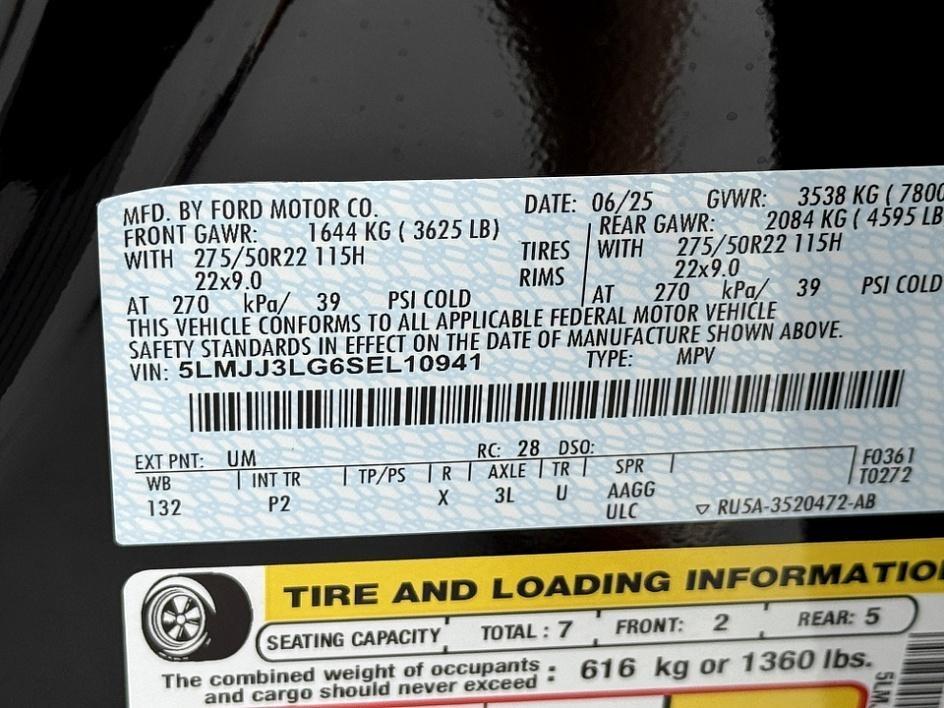 MFD. BY FORD MOTOR CO. DATE: 06/25 GVWR: 3538 KG ( 7800
FRONT GAWR: 1644 KG ( 3625 LB) REAR GAWR: 2084 KG ( 4595 LB
WITH 275/50R22 115H TIRES WITH 275/50R22 115H
22x9.0 RIMS 22x9.0
AT 270 kPa/ 39 PSI COLD AT 270 kPa/ 39 PSI COLD
THIS VEHICLE CONFORMS TO ALL APPLICABLE FEDERAL MOTOR VEHICLE
SAFETY STANDARDS IN EFFECT ON THE DATE OF MANUFACTURE SHOWN ABOVE.
VIN: 5LMJJ3LG6SEL10941 TYPE: MPV
EXT PNT: UM RC: 28 DSO:
WB INT TR TP/PS R AXLE TR SPR F0361
132 P2 X 3L U AAGG T0272
ULC ▽ RU5A-3520472-AB
TIRE AND LOADING INFORMATIO
SEATING CAPACITY TOTAL : 7 FRONT: 2 REAR: 5
The combined weight of occupants : 616 kg or 1360 lbs.
and cargo should never exceed
5LM